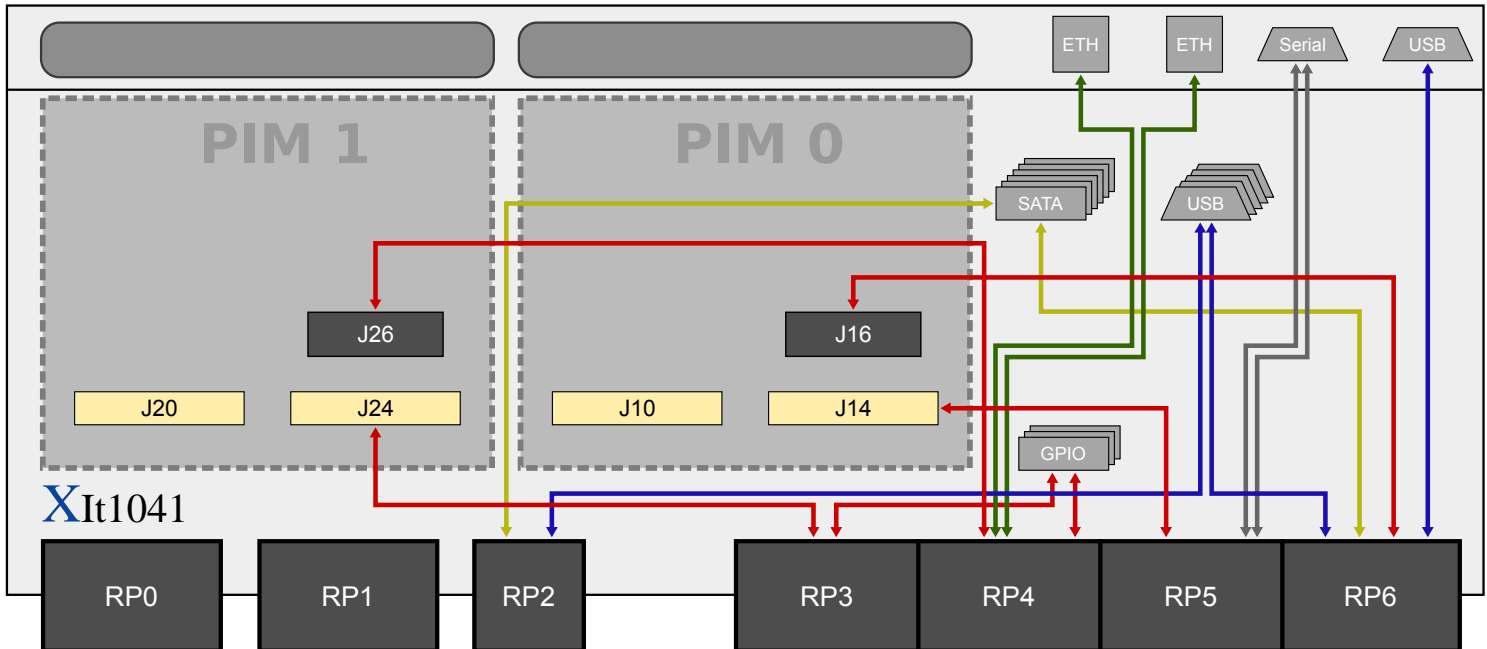 ETH ETH Serial USB
PIM 1 PIM 0
SATA USB
J26 J16
J20 J24 J10 J14
GPIO
XIt1041
RP0 RP1 RP2 RP3 RP4 RP5 RP6